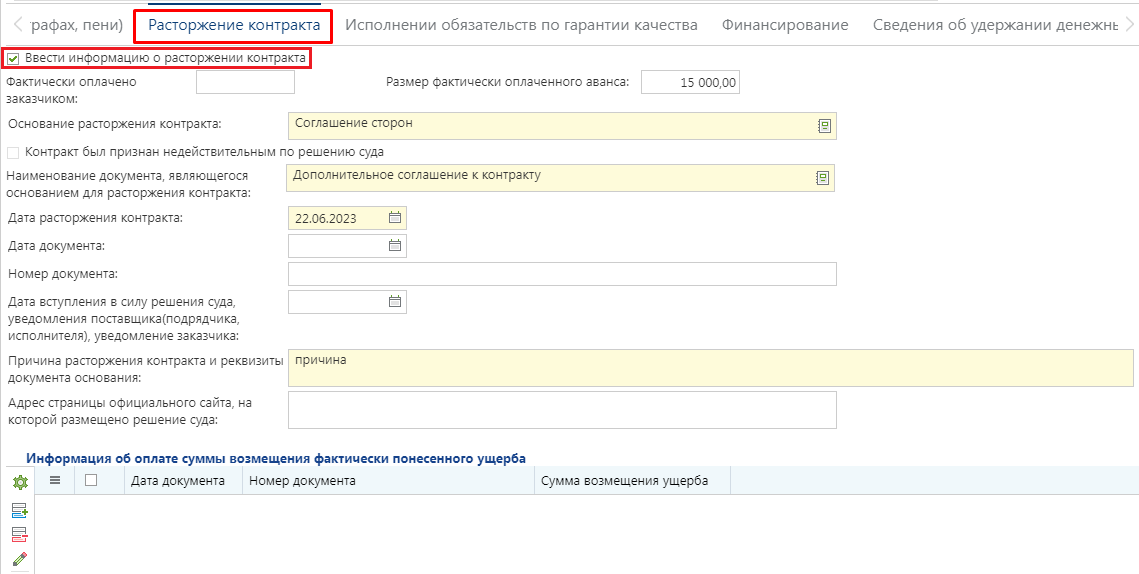 рафах, пени) Расторжение контракта Исполнении обязательств по гарантии качества Финансирование Сведения об удержании денежнь
Ввести информацию о расторжении контракта
Фактически оплачено заказчиком: Размер фактически оплаченного аванса: 15 000,00
Основание расторжения контракта: Соглашение сторон
Контракт был признан недействительным по решению суда
Наименование документа, являющегося Дополнительное соглашение к контракту
основанием для расторжения контракта:
Дата расторжения контракта: 22.06.2023
Дата документа:
Номер документа:
Дата вступления в силу решения суда,
уведомления поставщика(подрядчика,
исполнителя), уведомление заказчика:
Причина расторжения контракта и реквизиты причина
документа основания:
Адрес страницы официального сайта, на
которой размещено решение суда:
Информация об оплате суммы возмещения фактически понесенного ущерба
Дата документа Номер документа Сумма возмещения ущерба